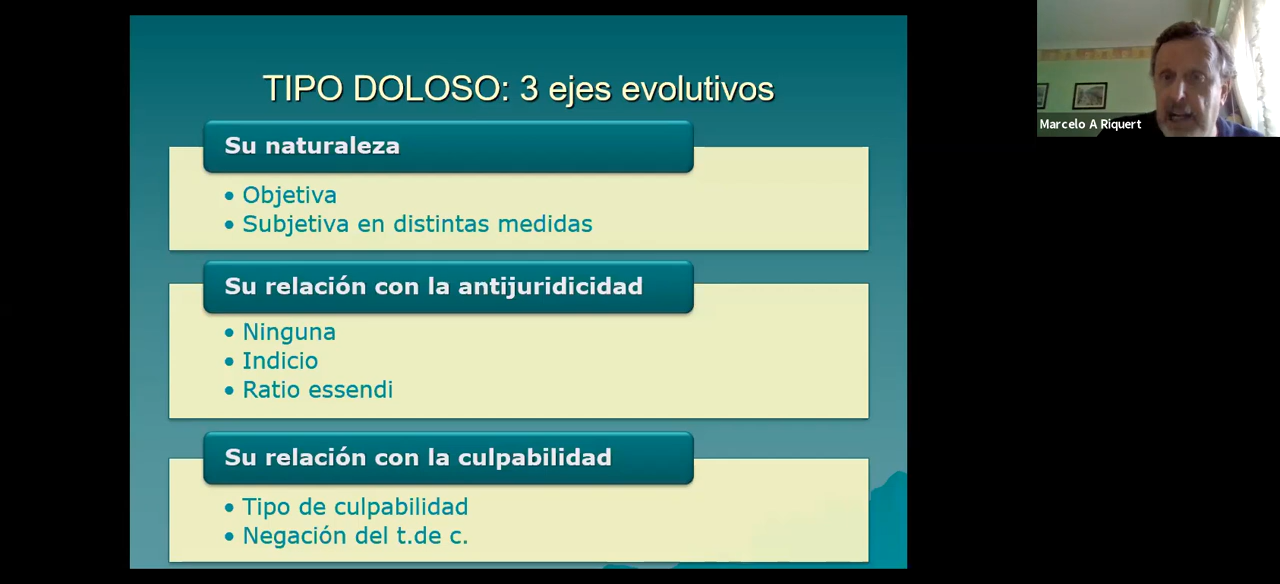 TIPO DOLOSO: 3 ejes evolutivos
Su naturaleza
• Objetiva
• Subjetiva en distintas medidas
Su relación con la antijuridicidad
• Ninguna
• Indicio
• Ratio essendi
Su relación con la culpabilidad
• Tipo de culpabilidad
• Negación del t.de c.
Marcelo A Riquert